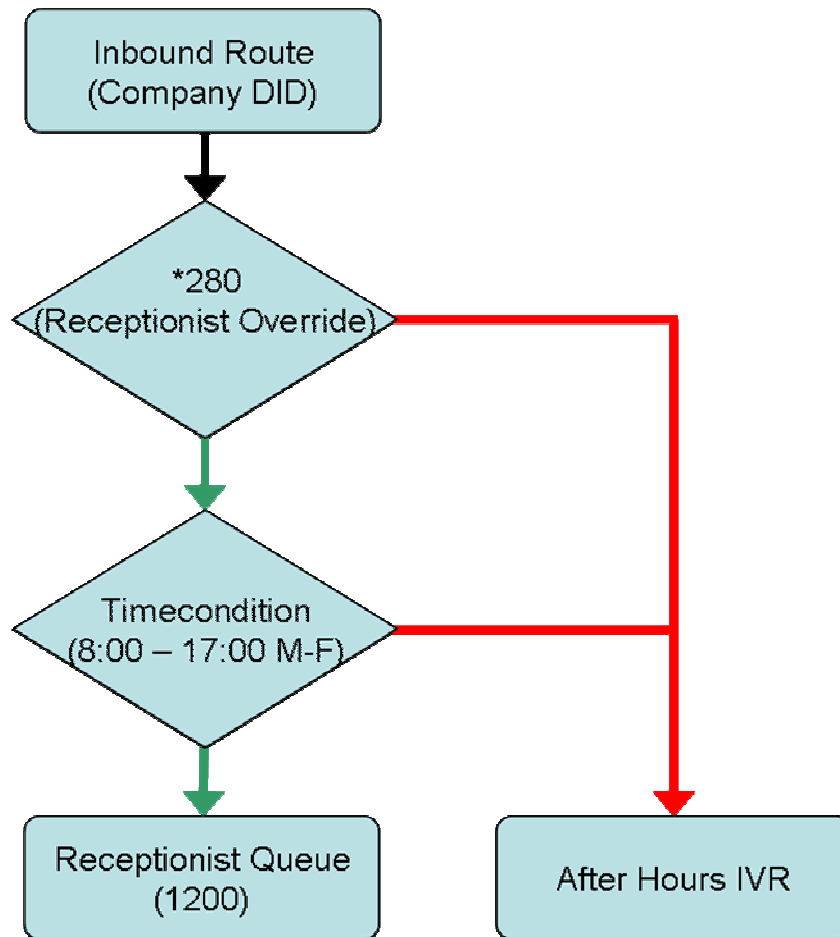 Inbound Route
(Company DID)
*280
(Receptionist Override)
Timecondition
(8:00 – 17:00 M-F)
Receptionist Queue
(1200)
After Hours IVR